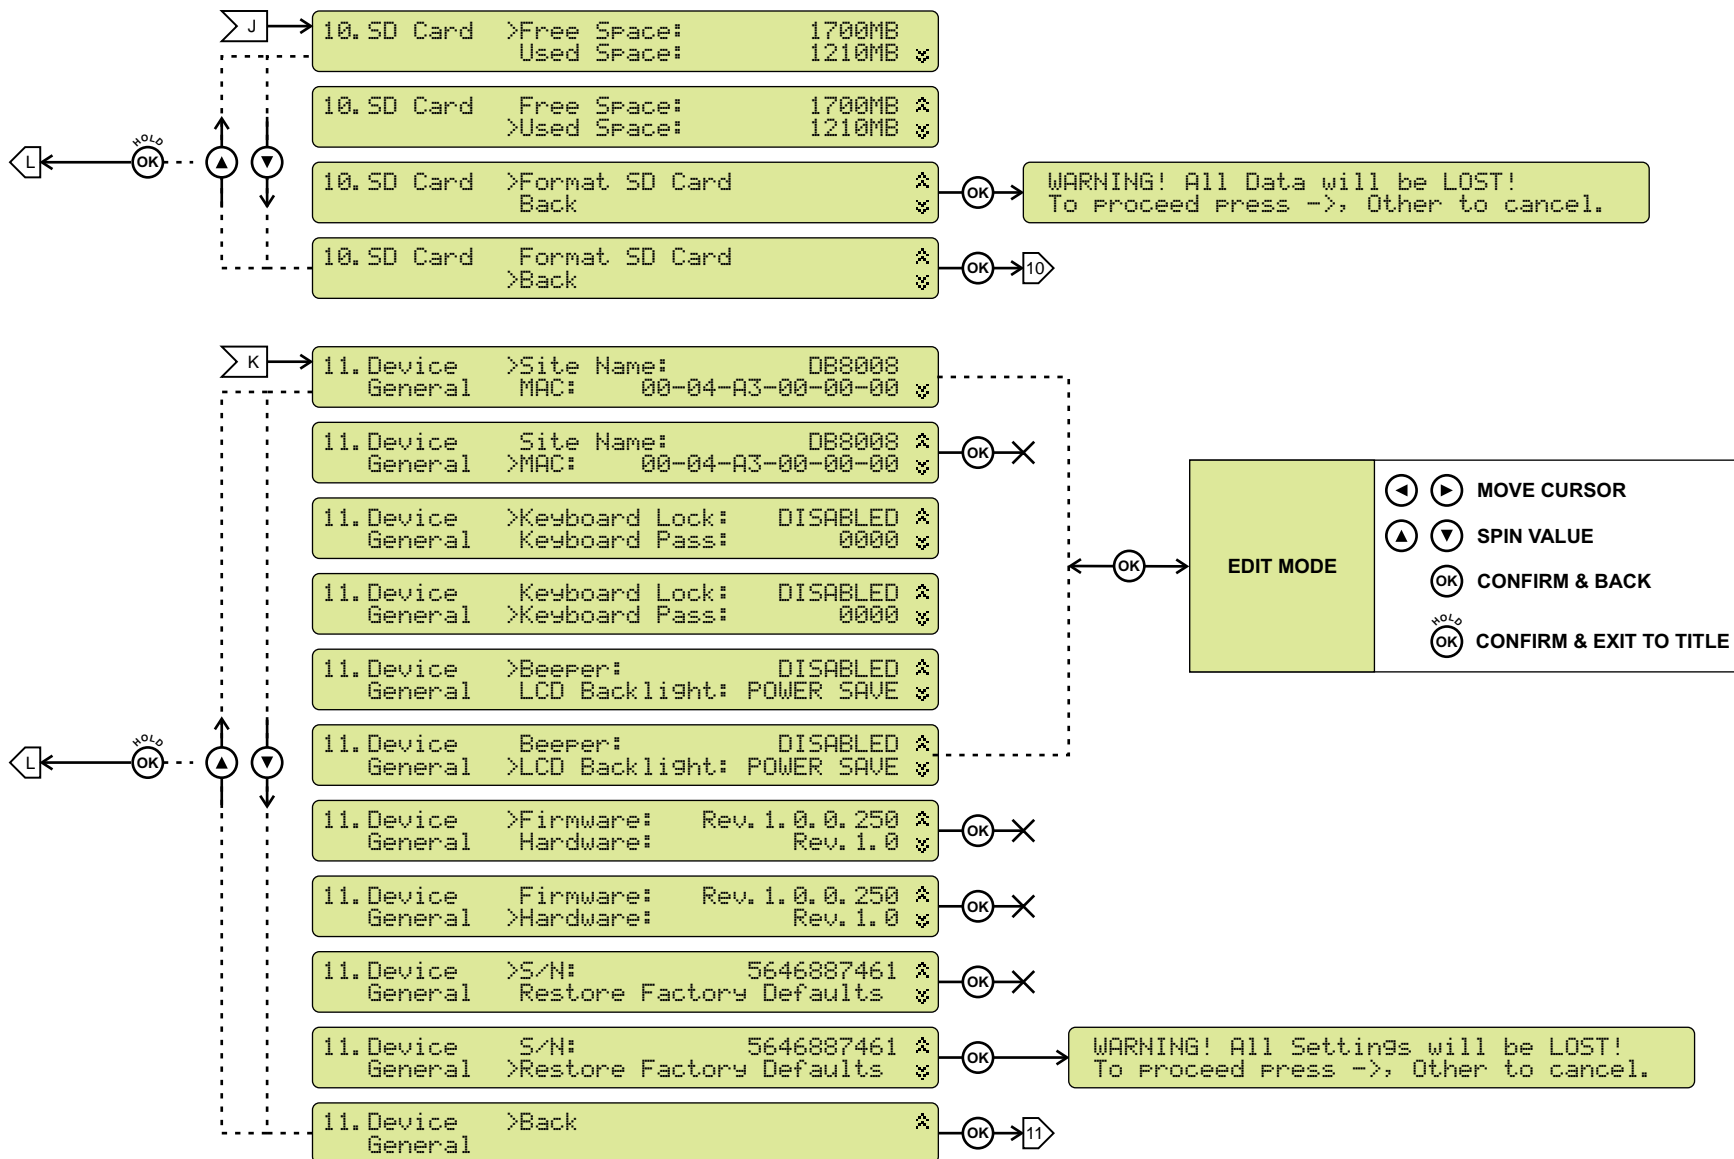 J
10.SD Card >Free Space: 1700MB
Used Space: 1210MB
10.SD Card Free Space: 1700MB
>Used Space: 1210MB
L
HOLD
OK
10.SD Card >Format SD Card
Back
OK
WARNING! All Data will be LOST!
To proceed press ->, Other to cancel.
10.SD Card Format SD Card
>Back
OK
10
K
11.Device >Site Name: DB8008
General MAC: 00-04-A3-00-00-00
11.Device Site Name: DB8008
General >MAC: 00-04-A3-00-00-00
OK
11.Device >Keyboard Lock: DISABLED
General Keyboard Pass: 0000
11.Device Keyboard Lock: DISABLED
General >Keyboard Pass: 0000
OK
EDIT MODE
MOVE CURSOR
SPIN VALUE
OK CONFIRM & BACK
HOLD
OK CONFIRM & EXIT TO TITLE
11.Device >Beeper: DISABLED
General LCD Backlight: POWER SAVE
11.Device Beeper: DISABLED
General >LCD Backlight: POWER SAVE
L
HOLD
OK
11.Device >Firmware: Rev.1.0.0.250
General Hardware: Rev.1.0
OK
11.Device Firmware: Rev.1.0.0.250
General >Hardware: Rev.1.0
OK
11.Device >S/N: 5646887461
General Restore Factory Defaults
OK
11.Device S/N: 5646887461
General >Restore Factory Defaults
OK
WARNING! All Settings will be LOST!
To proceed press ->, Other to cancel.
11.Device >Back
General
OK
11